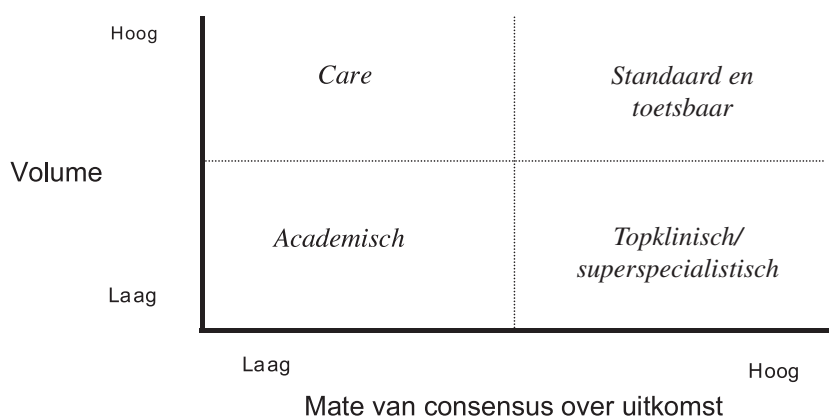 Hoog
Care
Standaard en
toetsbaar
Volume
Academisch
Topklinisch/
superspecialistisch
Laag
Laag
Hoog
Mate van consensus over uitkomst